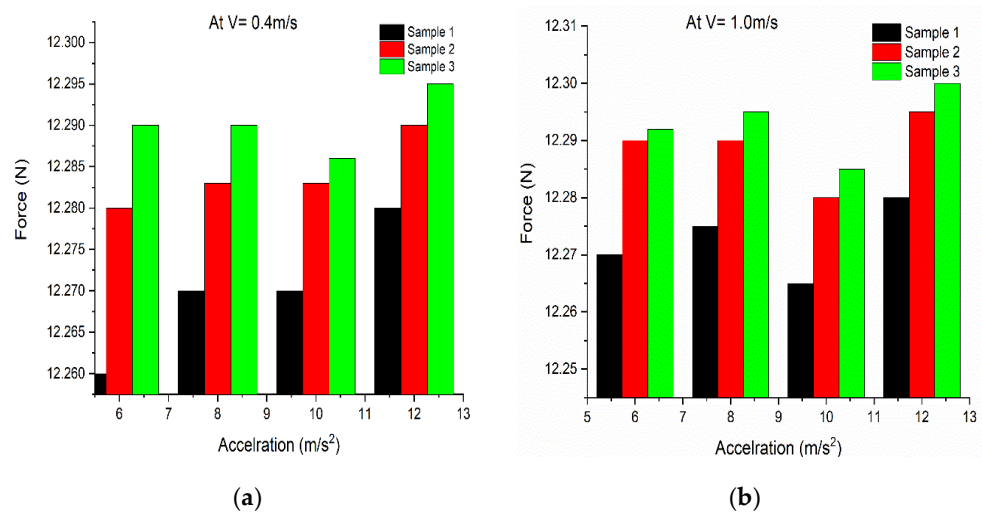 At V= 0.4m/s
Sample 1
Sample 2
Sample 3
12.300
12.295
12.290
12.285
12.280
12.275
12.270
12.265
12.260
Force (N)
6 7 8 9 10 11 12 13
Accelration (m/s²)
(a)
At V= 1.0m/s
Sample 1
Sample 2
Sample 3
12.31
12.30
12.29
12.28
12.27
12.26
12.25
Force (N)
5 6 7 8 9 10 11 12 13
Accelration (m/s²)
(b)